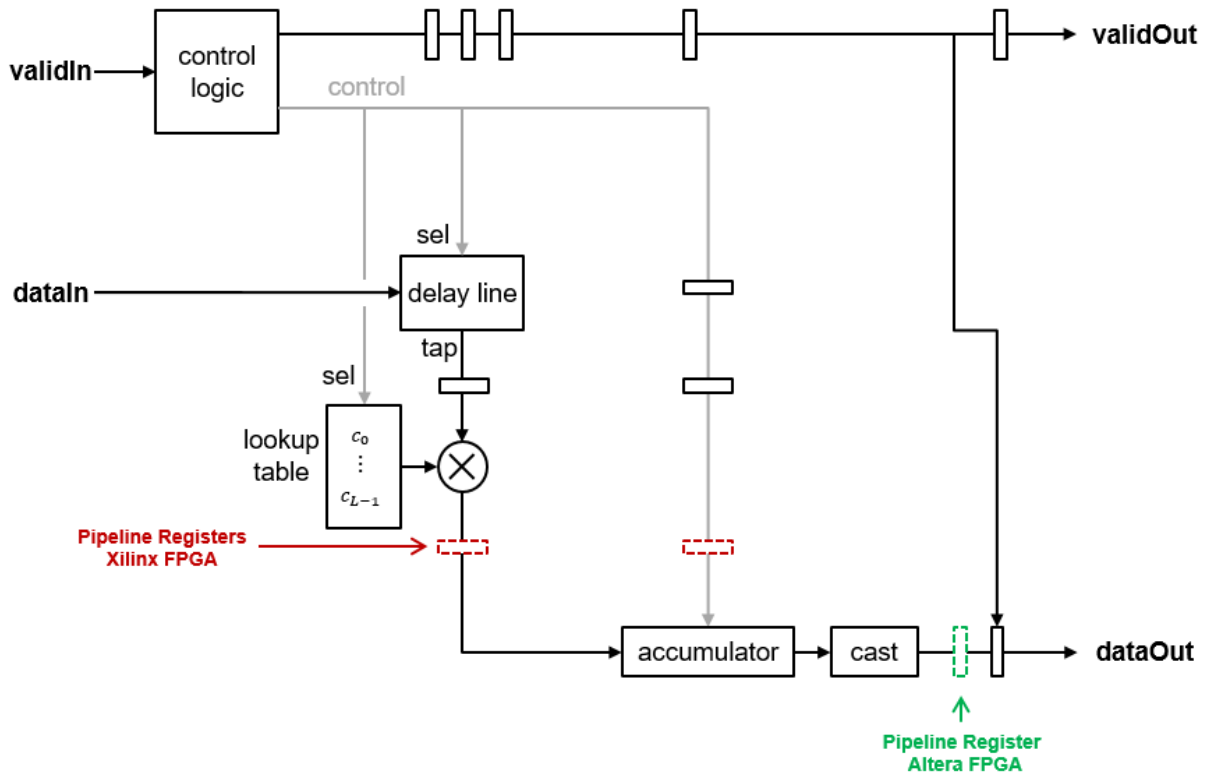 validOut
control
logic
validIn
control
sel
dataIn
delay line
tap
sel
lookup
table
c₀
⋮
c_{L−1}
Pipeline Registers
Xilinx FPGA
accumulator
cast
dataOut
Pipeline Register
Altera FPGA